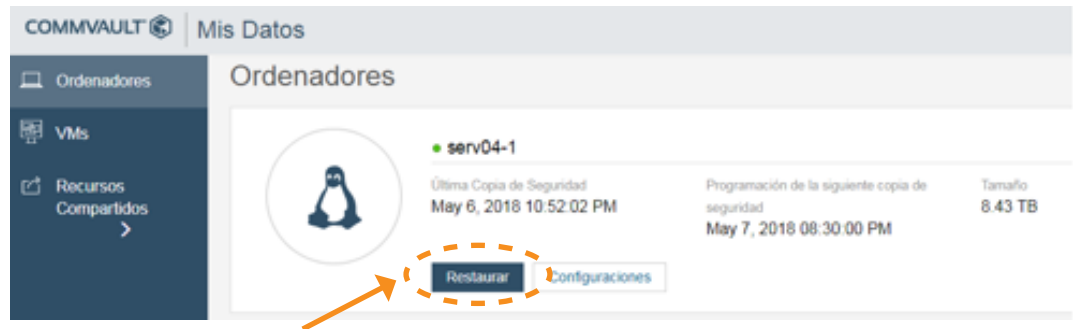 COMMVAULT Mis Datos
Ordenadores
VMs
Recursos
Compartidos
Ordenadores
serv04-1
Última Copia de Seguridad
May 6, 2018 10:52:02 PM
Programación de la siguiente copia de
seguridad
May 7, 2018 08:30:00 PM
Tamaño
8.43 TB
Restaurar
Configuraciones